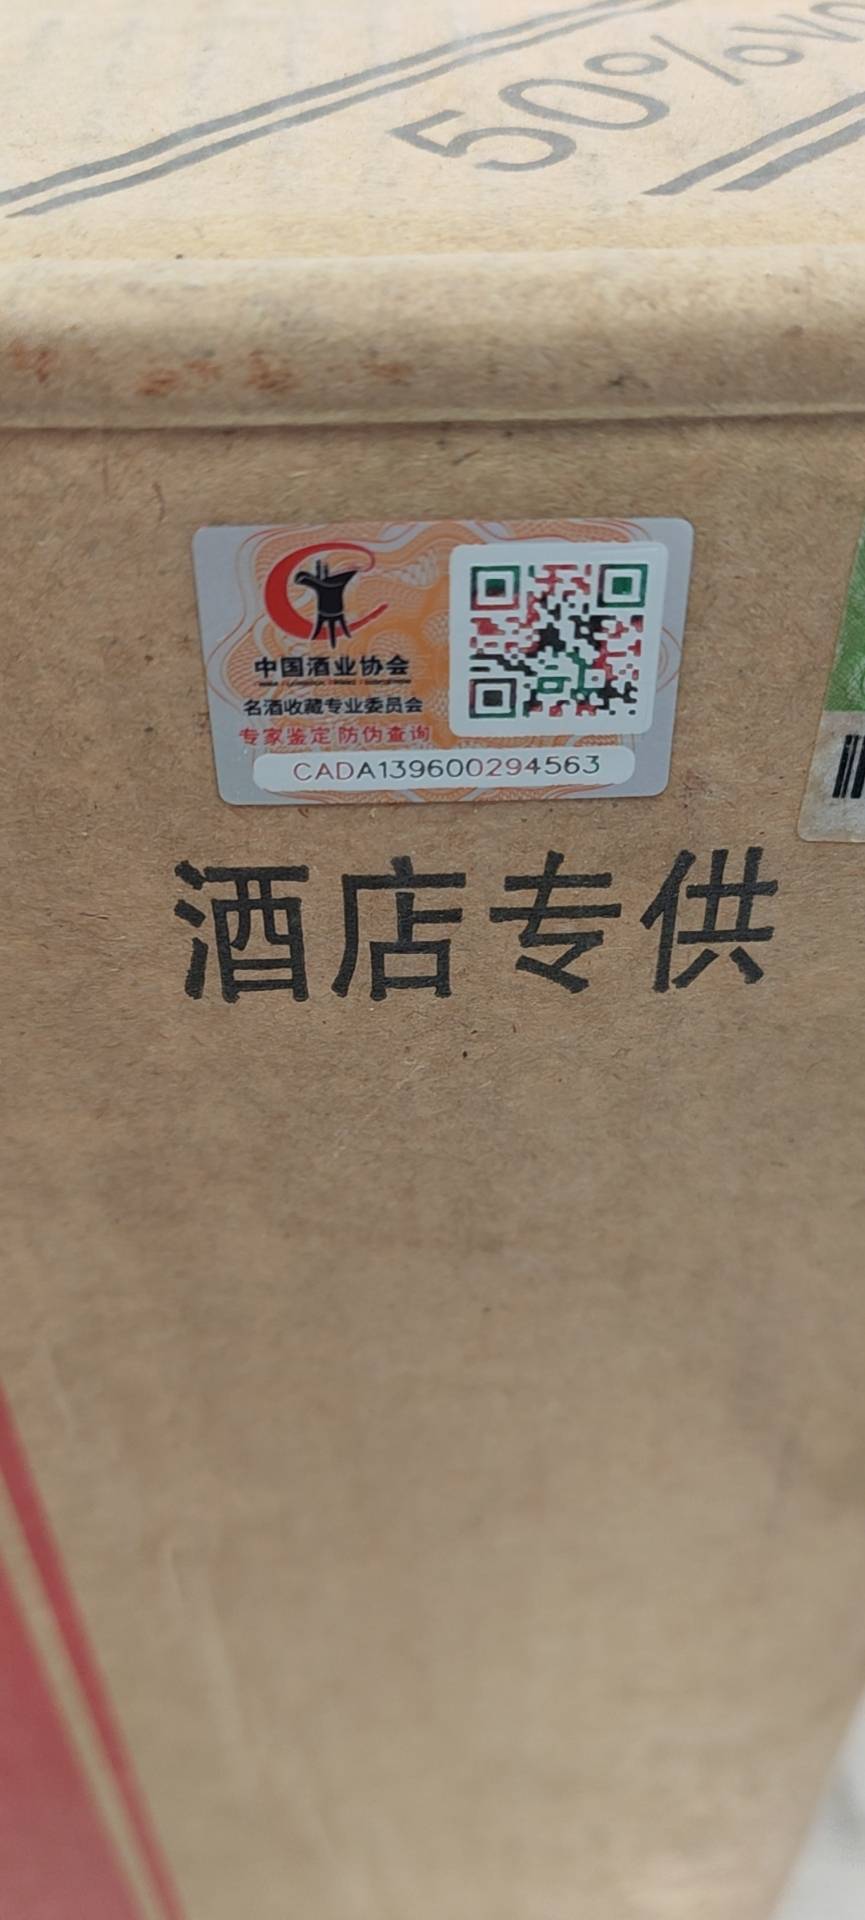 50%vo
中国酒业协会
名酒收藏专业委员会
专家鉴定 防伪查询
CADA139600294563
酒店专供